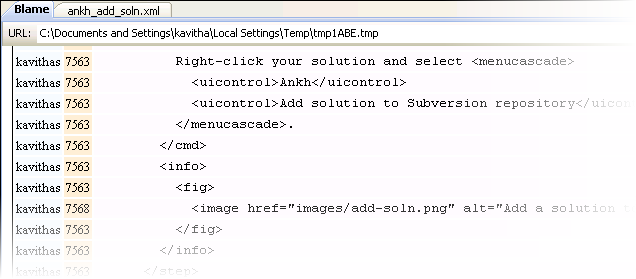 Blame ankh_add_soln.xml
URL: C:\Documents and Settings\kavitha\Local Settings\Temp\tmp1ABE.tmp
kavithas 7563 Right-click your solution and select <menucascade>
kavithas 7563 <uicontrol>Ankh</uicontrol>
kavithas 7563 <uicontrol>Add solution to Subversion repository</uicon
kavithas 7563 </menucascade>.
kavithas 7563 </cmd>
kavithas 7563 <info>
kavithas 7563 <fig>
kavithas 7568 <image href="images/add-soln.png" alt="Add a solution
kavithas 7563 </fig>
kavithas 7563 </info>
kavithas 7563 </step>